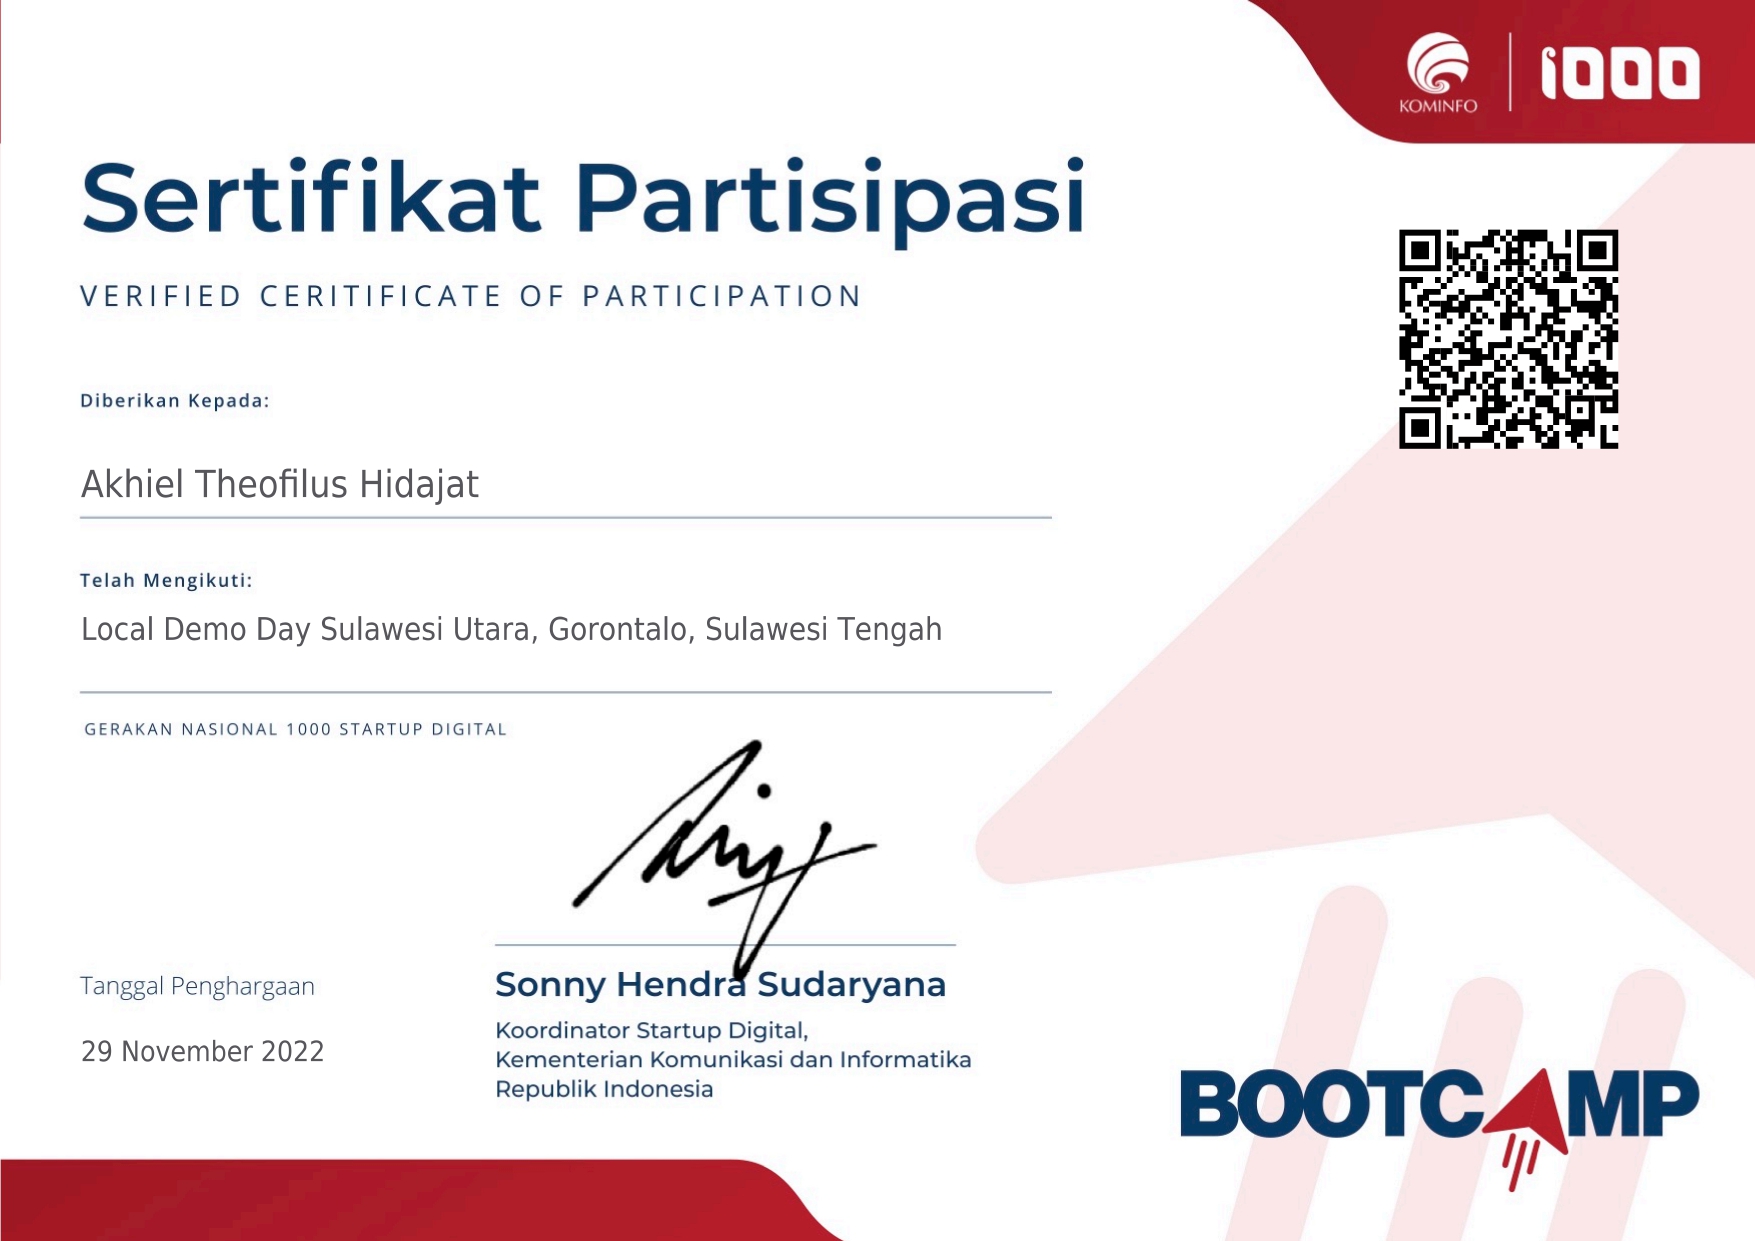 KOMINFO
1000
Sertifikat Partisipasi
VERIFIED CERITIFICATE OF PARTICIPATION
Diberikan Kepada:
Akhiel Theofilus Hidajat
Telah Mengikuti:
Local Demo Day Sulawesi Utara, Gorontalo, Sulawesi Tengah
GERAKAN NASIONAL 1000 STARTUP DIGITAL
Sonny Hendra Sudaryana
Koordinator Startup Digital,
Kementerian Komunikasi dan Informatika
Republik Indonesia
Tanggal Penghargaan
29 November 2022
BOOTCAMP